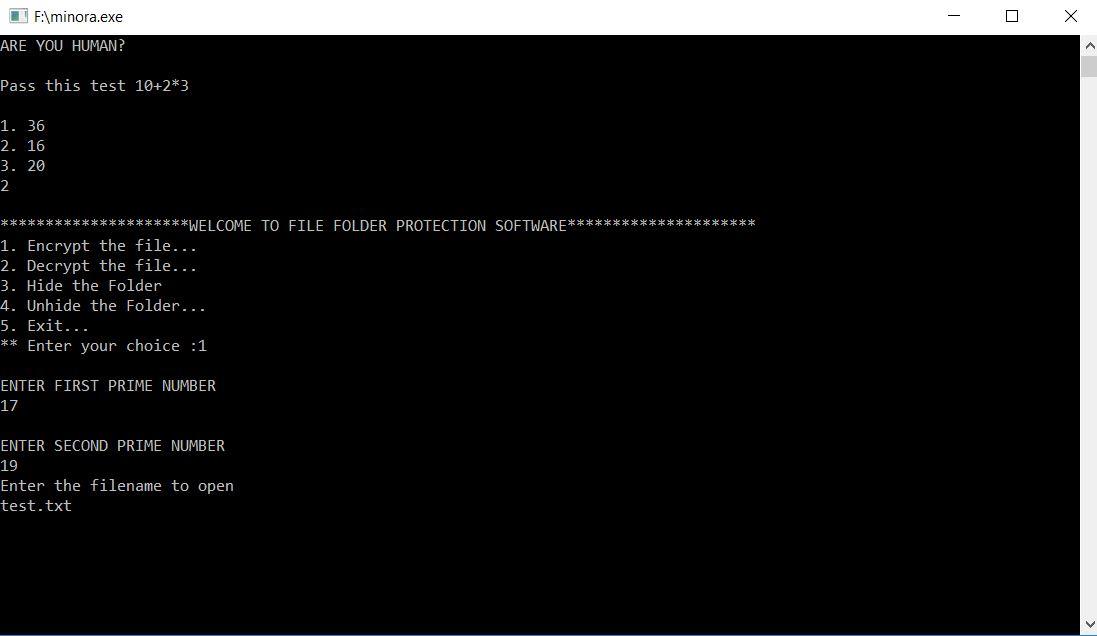 F:\minora.exe
ARE YOU HUMAN?
Pass this test 10+2*3
1. 36
2. 16
3. 20
2
*********************WELCOME TO FILE FOLDER PROTECTION SOFTWARE*********************
1. Encrypt the file...
2. Decrypt the file...
3. Hide the Folder
4. Unhide the Folder...
5. Exit...
** Enter your choice :1
ENTER FIRST PRIME NUMBER
17
ENTER SECOND PRIME NUMBER
19
Enter the filename to open
test.txt